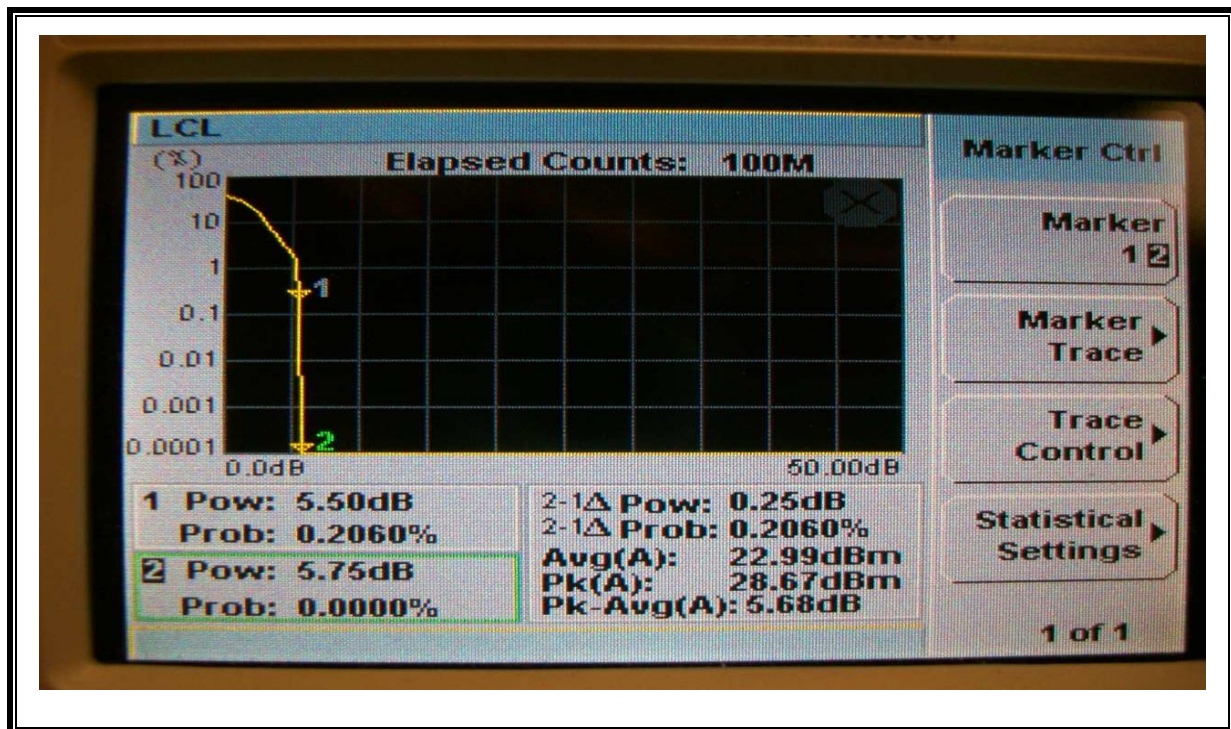 LCL
(%)
Elapsed Counts: 100M
100
10
1
0.1
0.01
0.001
0.0001
1
2
0.0dB
50.00dB
1 Pow: 5.50dB
Prob: 0.2060%
2 Pow: 5.75dB
Prob: 0.0000%
2-1Δ Pow: 0.25dB
2-1Δ Prob: 0.2060%
Avg(A): 22.99dBm
Pk(A): 28.67dBm
Pk-Avg(A): 5.68dB
Marker Ctrl
Marker
1 2
Marker
Trace
Trace
Control
Statistical
Settings
1 of 1